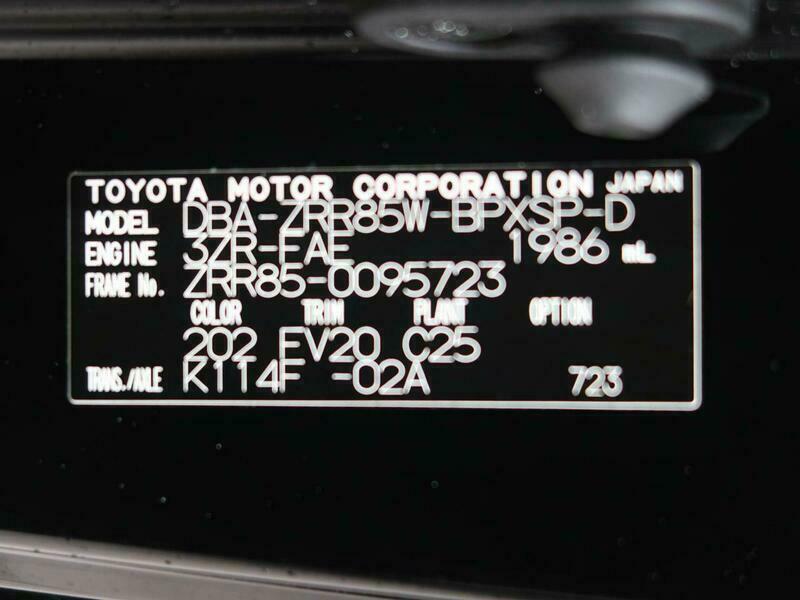 TOYOTA MOTOR CORPORATION JAPAN
MODEL DBA-ZRR85W-BPXSP-D
ENGINE 3ZR-FAE 1986 mL
FRAME No. ZRR85-0095723
COLOR TRIM PLANT OPTION
202 FV20 C25
TRANS./AXLE K114F -02A 723